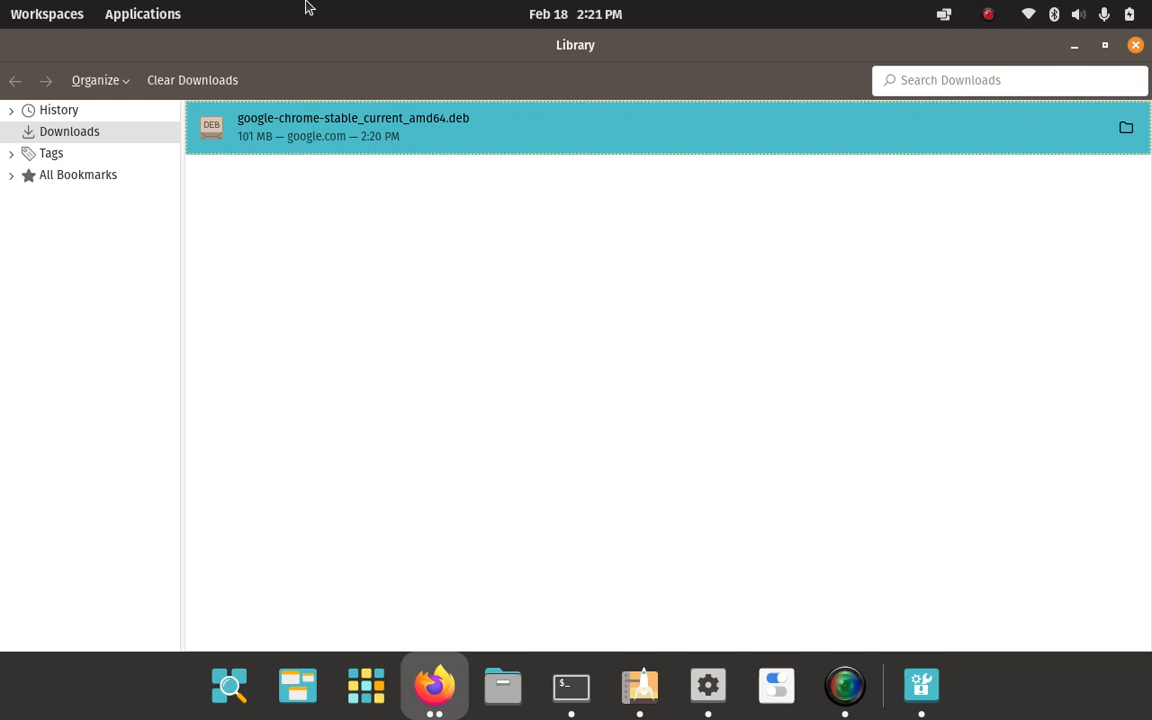 Workspaces Applications Feb 18 2:21 PM
Library
Organize Clear Downloads Search Downloads
History
Downloads
Tags
All Bookmarks
DEB
google-chrome-stable_current_amd64.deb
101 MB — google.com — 2:20 PM
$_